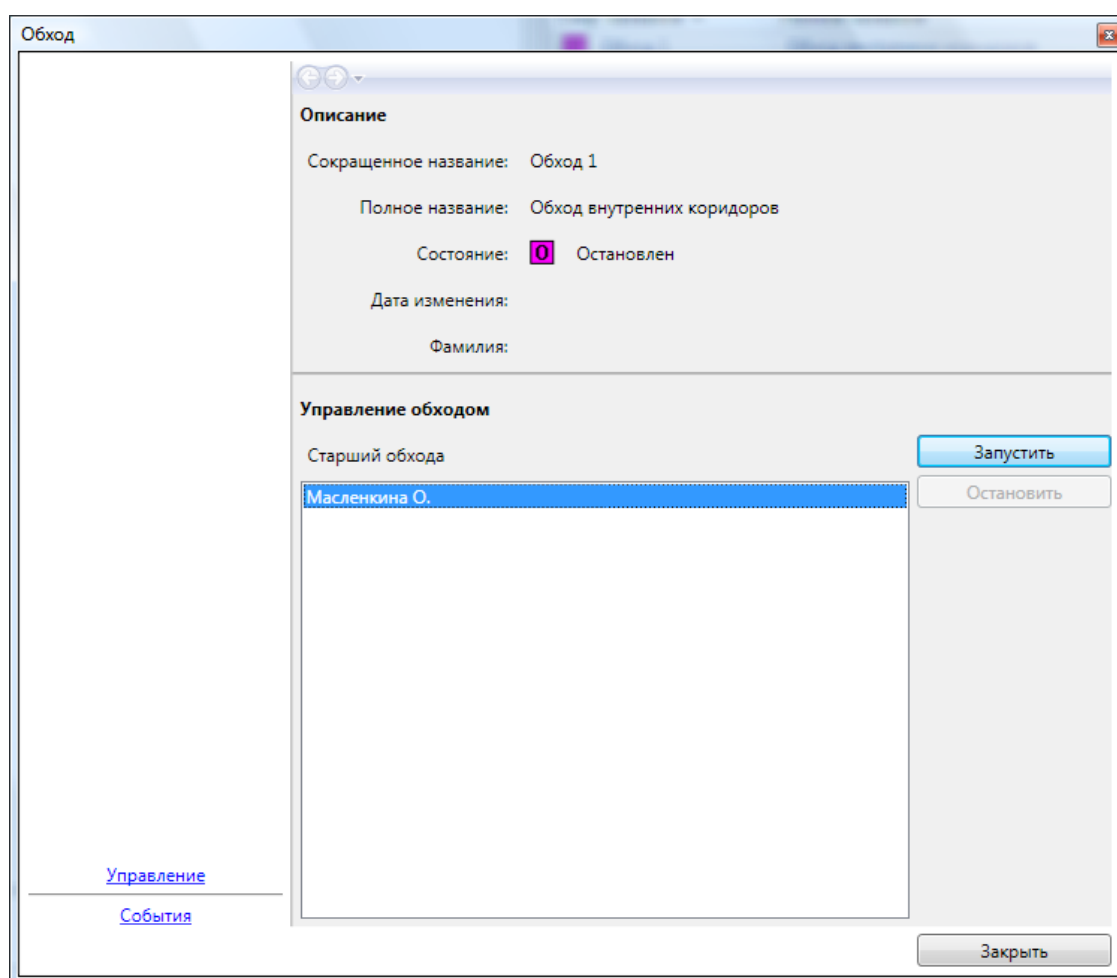 Обход
Описание
Сокращенное название: Обход 1
Полное название: Обход внутренних коридоров
Состояние: О Остановлен
Дата изменения:
Фамилия:
Управление обходом
Старший обхода
Запустить
Масленкина О.
Остановить
Управление
События
Закрыть